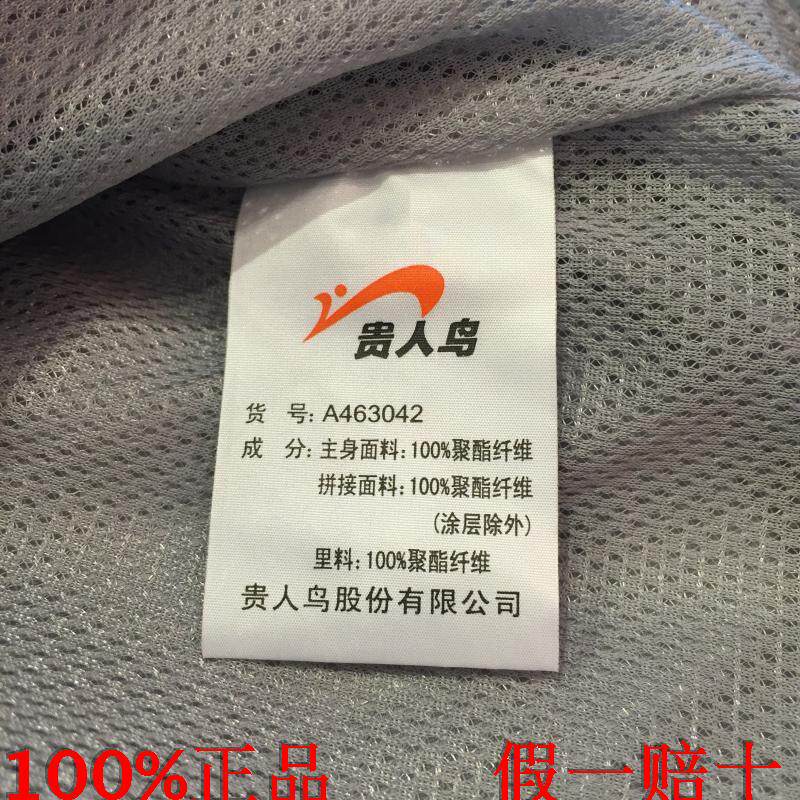 贵人鸟
货 号: A463042
成 分: 主身面料: 100%聚酯纤维
拼接面料: 100%聚酯纤维
(涂层除外)
里料: 100%聚酯纤维
贵人鸟股份有限公司
100%正品 假一赔十